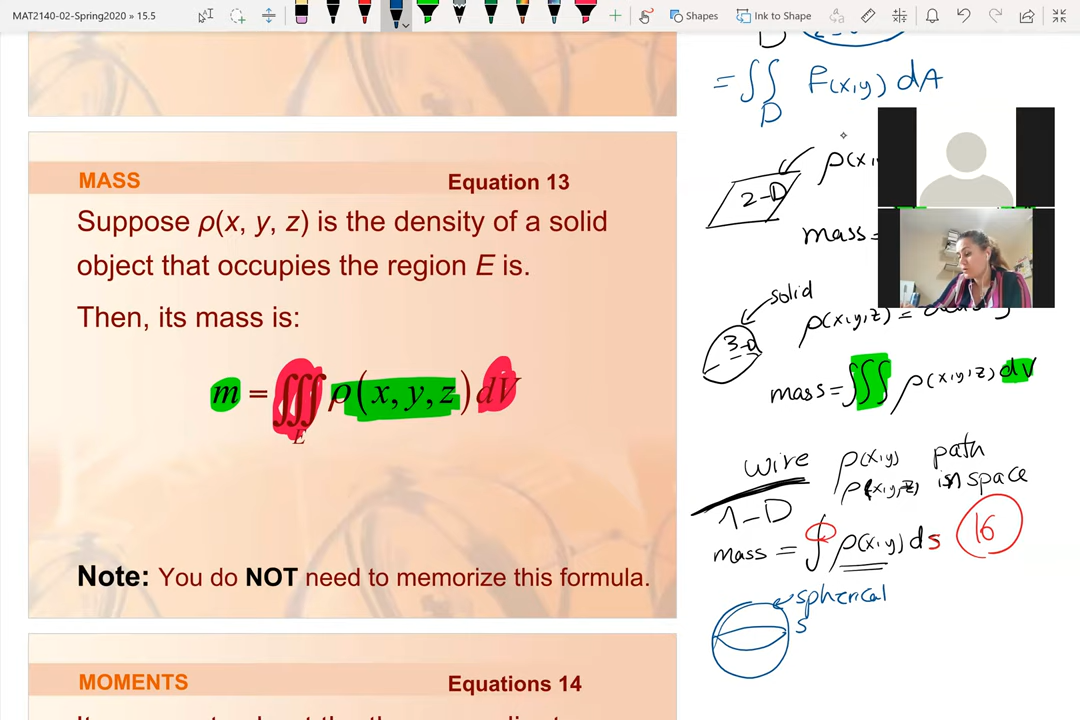 MAT2140-02-Spring2020 » 15.5
Shapes
Ink to Shape
MASS
Equation 13
Suppose ρ(x, y, z) is the density of a solid
object that occupies the region E is.
Then, its mass is:
m = ∭ ρ(x, y, z) dV
E
Note: You do NOT need to memorize this formula.
MOMENTS
Equations 14
D
= ∬ f(x,y) dA
D
2-D
ρ(x,
mass=
solid
3-D
ρ(x,y,z) =
mass = ∭ ρ(x,y,z) dV
wire ρ(x,y) path
ρ(x,y,z) in space
1-D
mass = ∮ ρ(x,y) ds 16
spherical
s